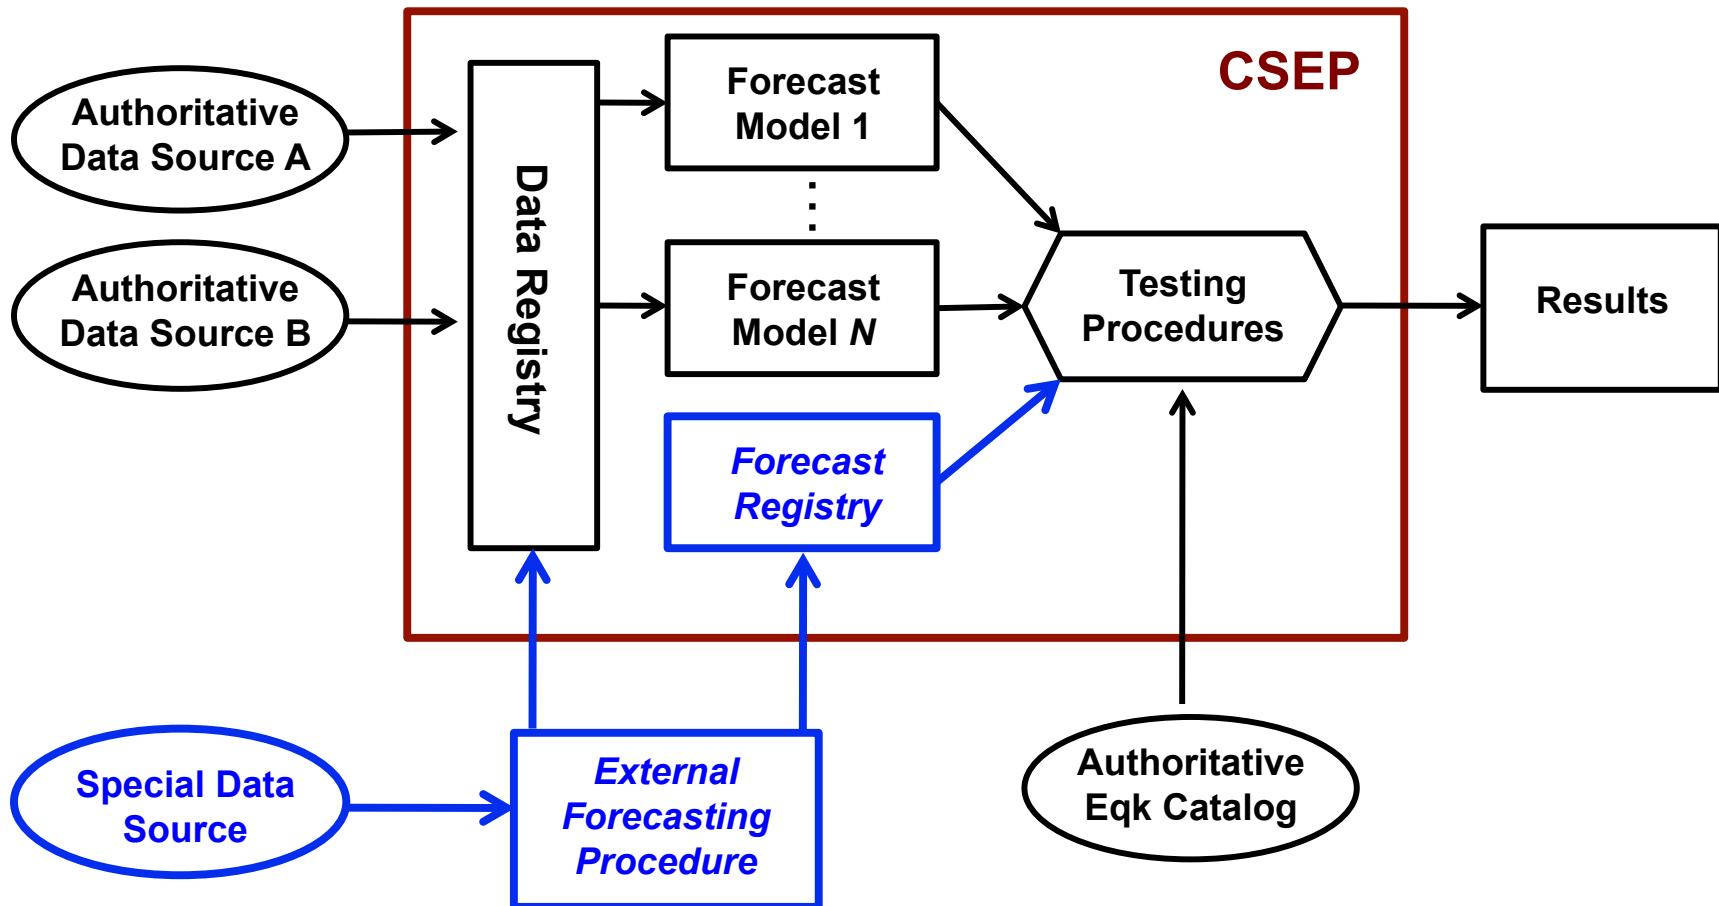 CSEP
Authoritative
Data Source A
Authoritative
Data Source B
Data Registry
Forecast
Model 1
Forecast
Model N
Forecast
Registry
Testing
Procedures
Results
Special Data
Source
External
Forecasting
Procedure
Authoritative
Eqk Catalog